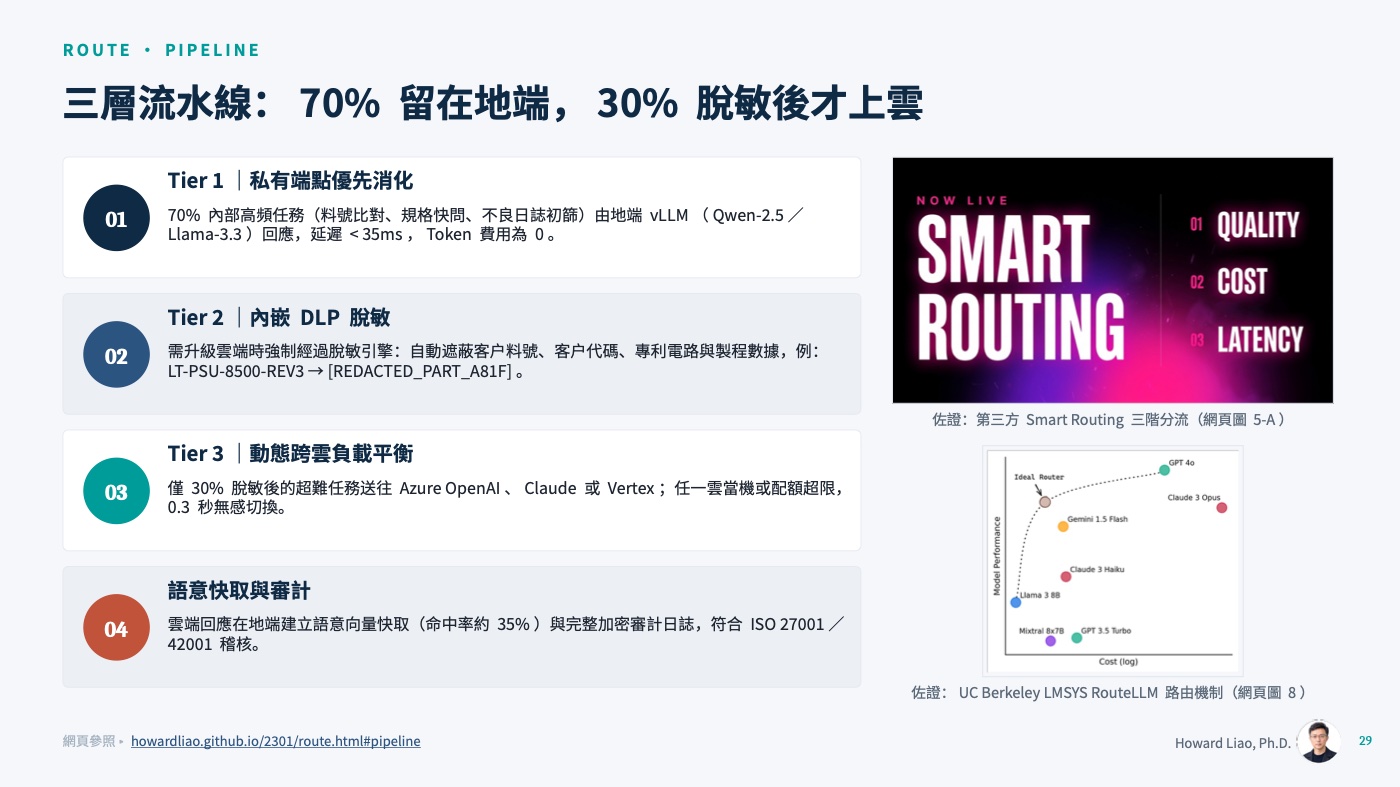 ROUTE • PIPELINE
三層流水線： 70% 留在地端， 30% 脫敏後才上雲
01
Tier 1 ｜私有端點優先消化
70% 內部高頻任務（料號比對、規格快問、不良日誌初篩）由地端 vLLM （ Qwen-2.5 ／
Llama-3.3 ）回應，延遲 < 35ms ， Token 費用為 0 。
02
Tier 2 ｜內嵌 DLP 脫敏
需升級雲端時強制經過脫敏引擎：自動遮蔽客户料號、客户代碼、專利電路與製程數據，例：
LT-PSU-8500-REV3 → [REDACTED_PART_A81F] 。
03
Tier 3 ｜動態跨雲負載平衡
僅 30% 脫敏後的超難任務送往 Azure OpenAI 、 Claude 或 Vertex ；任一雲當機或配額超限，
0.3 秒無感切換。
04
語意快取與審計
雲端回應在地端建立語意向量快取（命中率約 35% ）與完整加密審計日誌，符合 ISO 27001 ／
42001 稽核。
NOW LIVE
SMART
ROUTING
01 QUALITY
02 COST
03 LATENCY
佐證：第三方 Smart Routing 三階分流（網頁圖 5-A ）
GPT 4o
Ideal Router
Claude 3 Opus
Gemini 1.5 Flash
Claude 3 Haiku
Llama 3 8B
Mixtral 8x7B
GPT 3.5 Turbo
Model Performance
Cost (log)
佐證： UC Berkeley LMSYS RouteLLM 路由機制（網頁圖 8 ）
網頁參照 ▸ howardliao.github.io/2301/route.html#pipeline
Howard Liao, Ph.D.
29